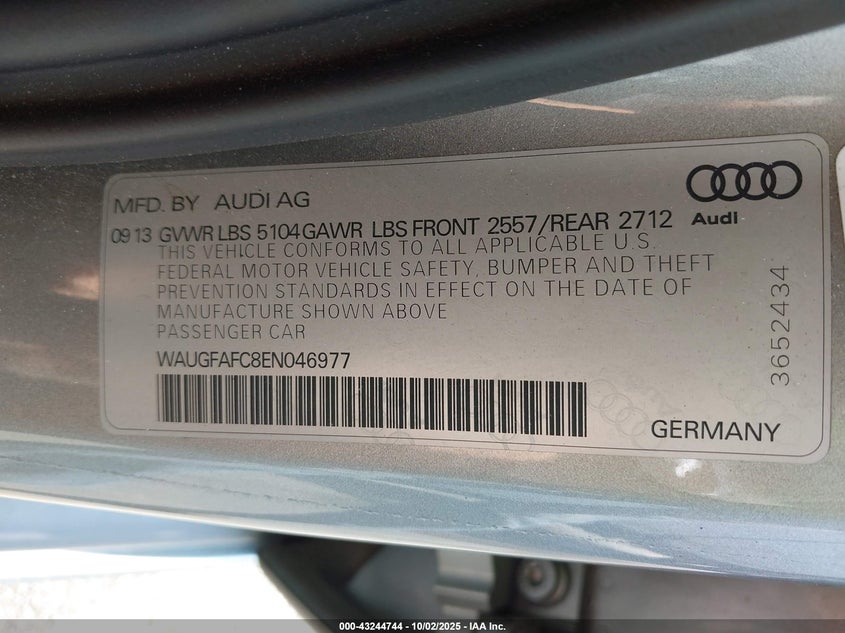 MFD. BY AUDI AG
Audi
09 13 GVWR LBS 5104 GAWR LBS FRONT 2557/REAR 2712
THIS VEHICLE CONFORMS TO ALL APPLICABLE U.S.
FEDERAL MOTOR VEHICLE SAFETY, BUMPER AND THEFT
PREVENTION STANDARDS IN EFFECT ON THE DATE OF
MANUFACTURE SHOWN ABOVE
PASSENGER CAR
WAUGFAFC8EN046977
3652434
GERMANY
000-43244744 | 10/02/2025 - IAA Inc.